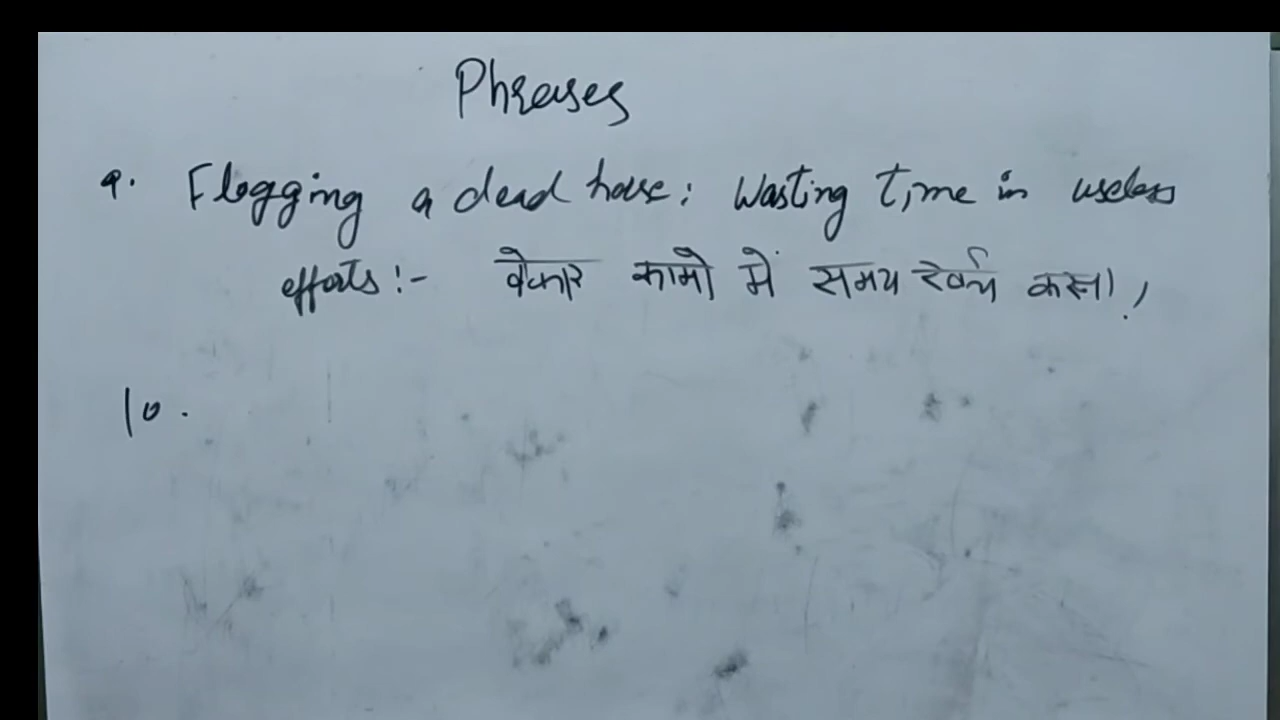 Phrases
9. Flogging a dead horse: Wasting time in useless
efforts:- बेकार कामो में समय खर्च करना,
10.